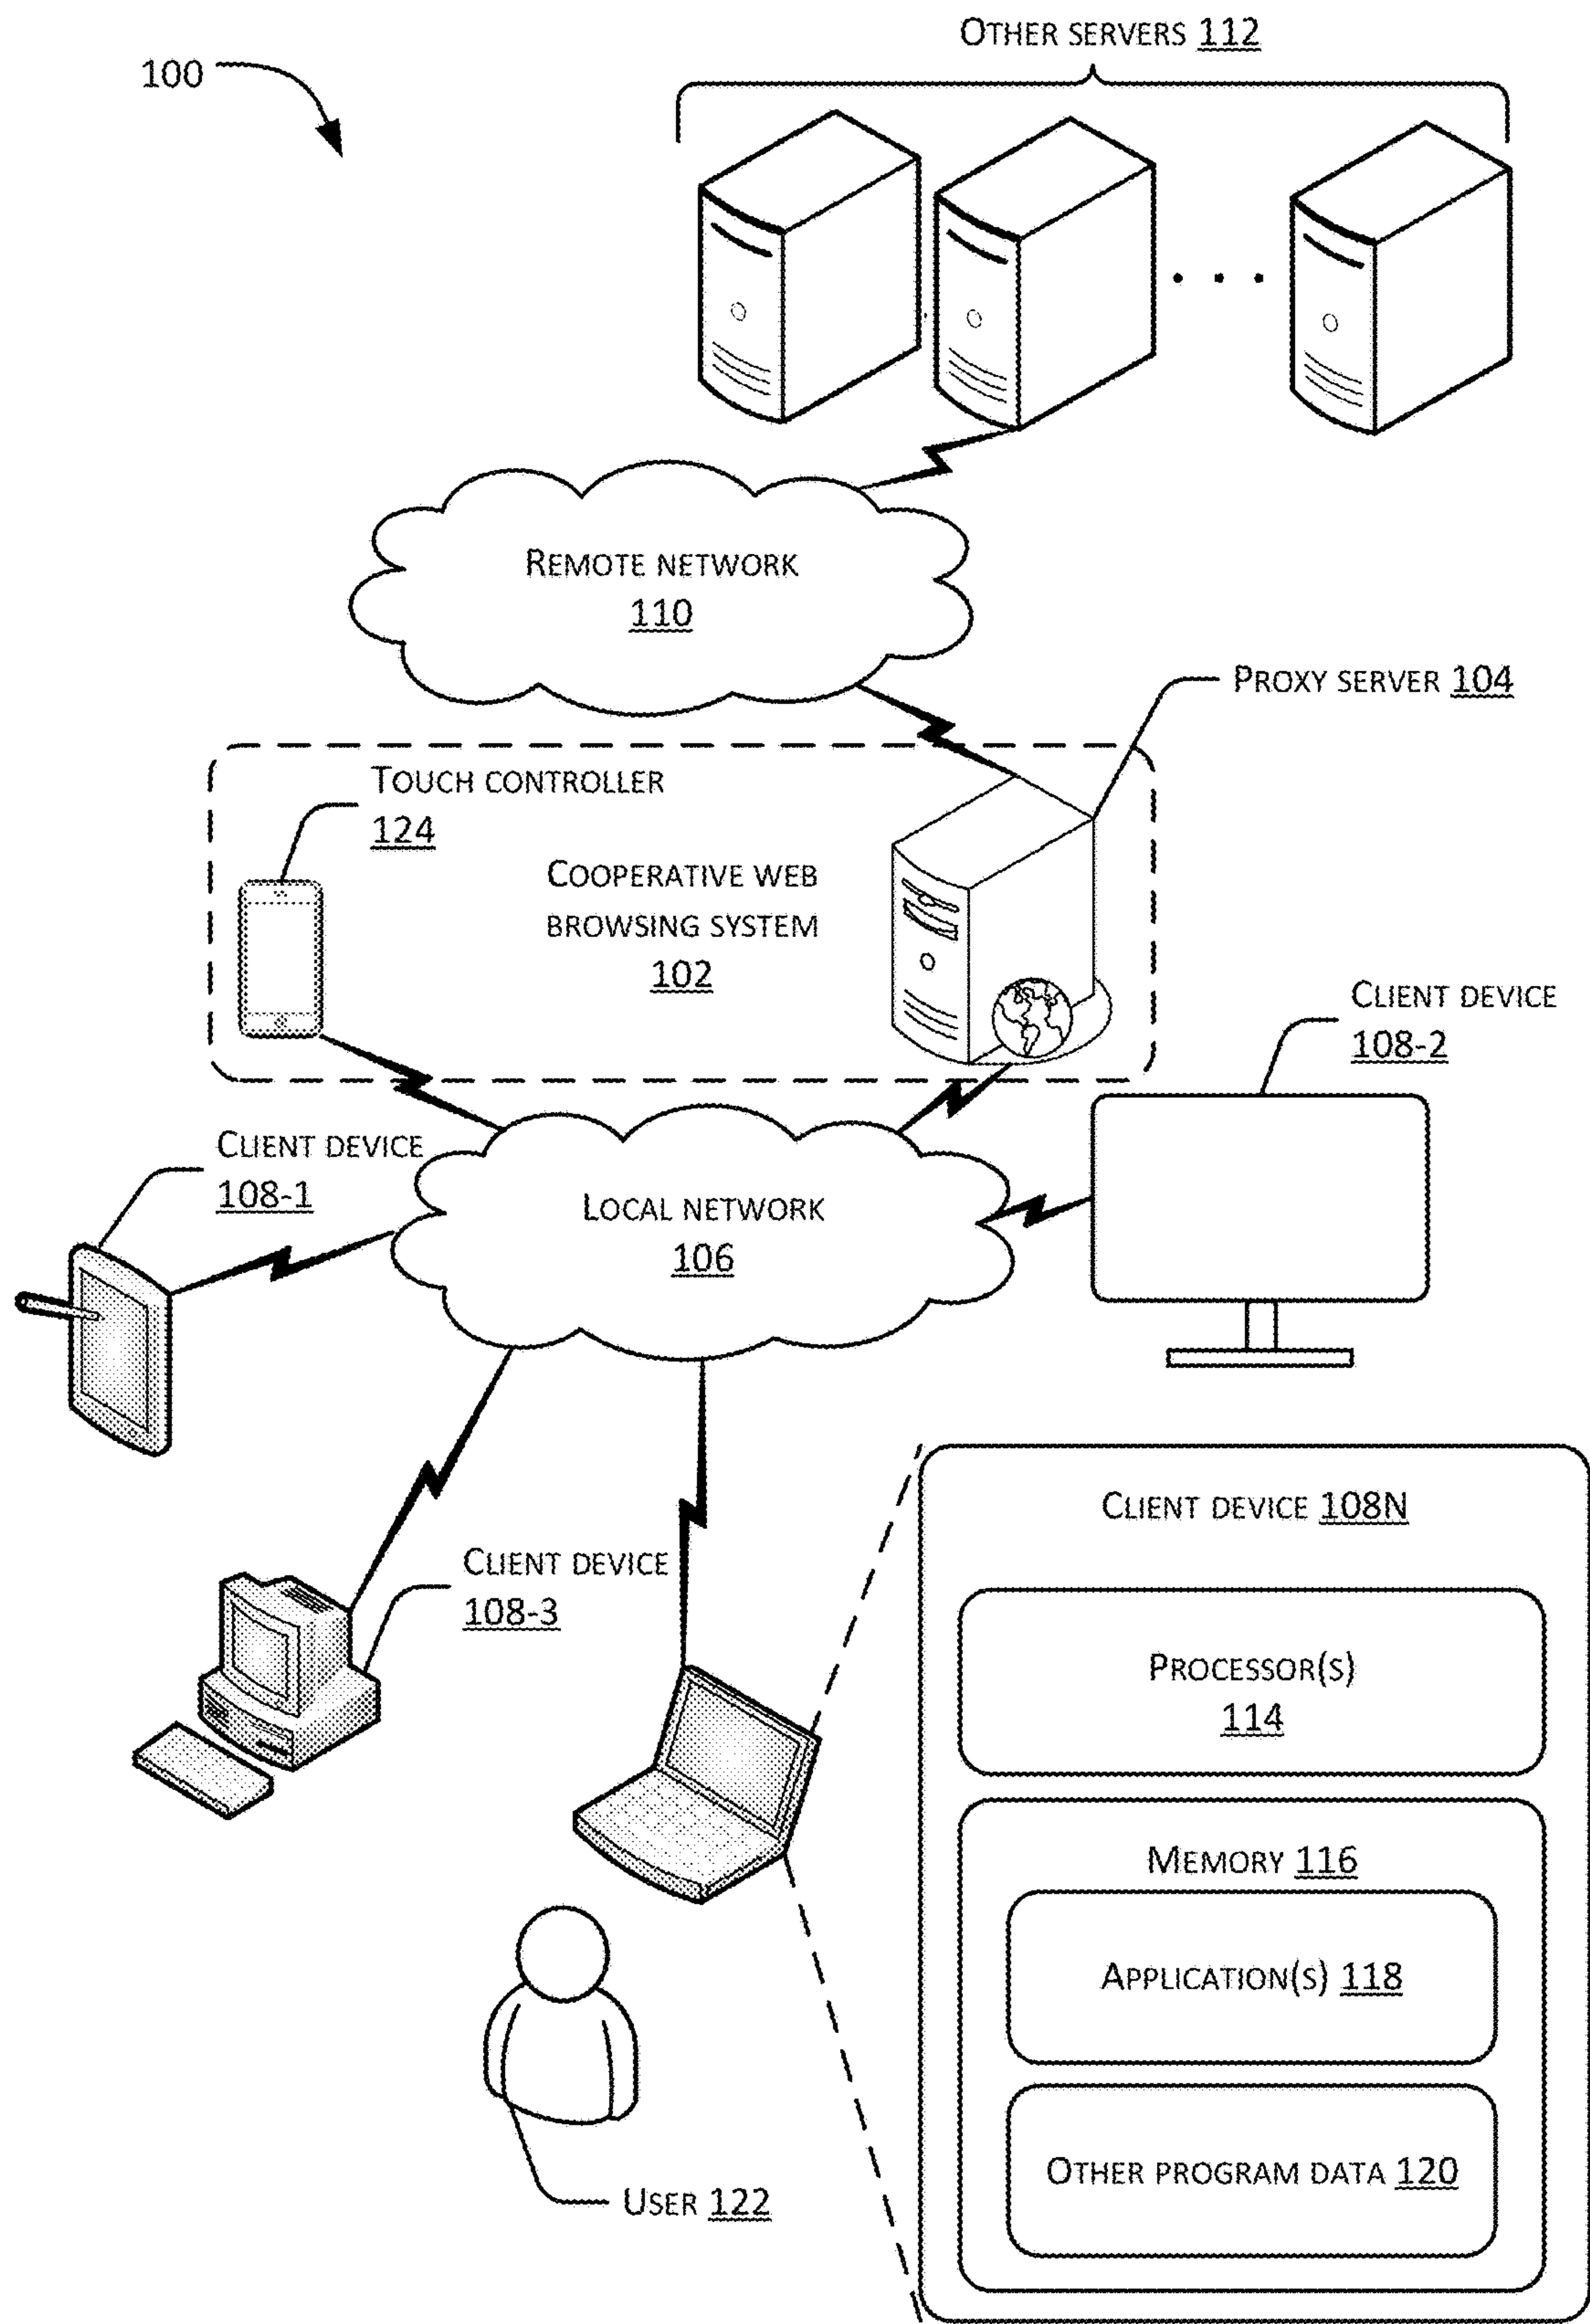 OTHER SERVERS 112
100
REMOTE NETWORK
110
PROXY SERVER 104
TOUCH CONTROLLER
124
COOPERATIVE WEB
BROWSING SYSTEM
102
CLIENT DEVICE
108-2
CLIENT DEVICE
108-1
LOCAL NETWORK
106
CLIENT DEVICE 108N
CLIENT DEVICE
108-3
PROCESSOR(S)
114
MEMORY 116
APPLICATION(S) 118
OTHER PROGRAM DATA 120
USER 122